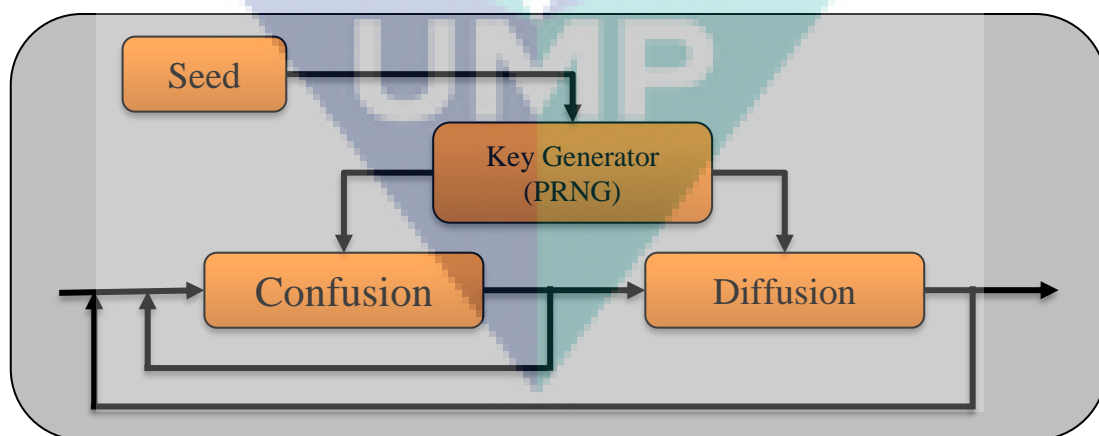 UMP
Seed
Key Generator
(PRNG)
Confusion
Diffusion